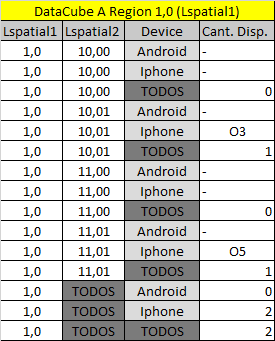 DataCube A Region 1,0 (Lspatial1)
Lspatial1 Lspatial2 Device Cant. Disp.
1,0 10,00 Android -
1,0 10,00 Iphone -
1,0 10,00 TODOS 0
1,0 10,01 Android -
1,0 10,01 Iphone O3
1,0 10,01 TODOS 1
1,0 11,00 Android -
1,0 11,00 Iphone -
1,0 11,00 TODOS 0
1,0 11,01 Android -
1,0 11,01 Iphone O5
1,0 11,01 TODOS 1
1,0 TODOS Android 0
1,0 TODOS Iphone 2
1,0 TODOS TODOS 2